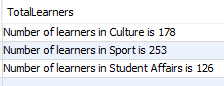 TotalLearners
Number of learners in Culture is 178
Number of learners in Sport is 253
Number of learners in Student Affairs is 126